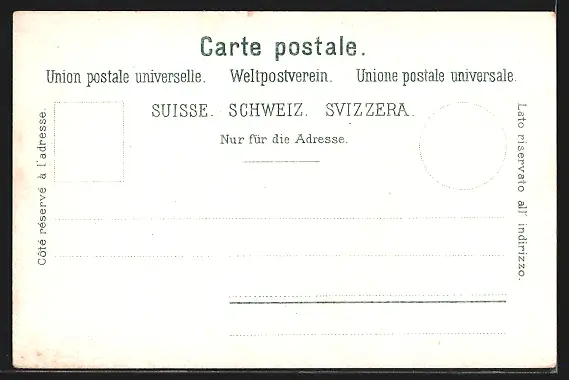 Carte postale.
Union postale universelle. Weltpostverein. Unione postale universale.
SUISSE. SCHWEIZ. SVIZZERA.
Nur für die Adresse.
Côté réservé à l'adresse.
Lato riservato all' indirizzo.